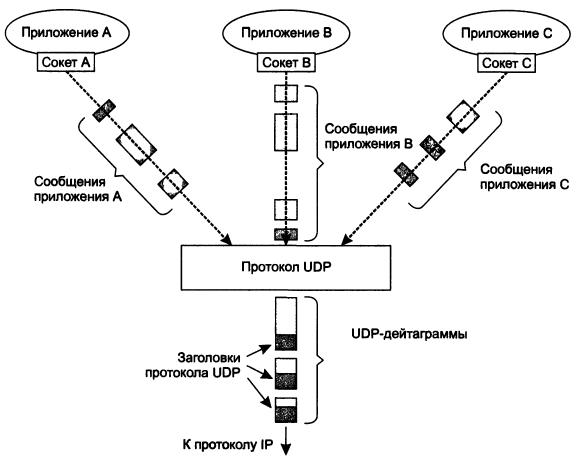 Приложение A
Приложение B
Приложение C
Сокет A
Сокет B
Сокет C
Сообщения
приложения A
Сообщения
приложения B
Сообщения
приложения C
Протокол UDP
UDP-дейтаграммы
Заголовки
протокола UDP
К протоколу IP